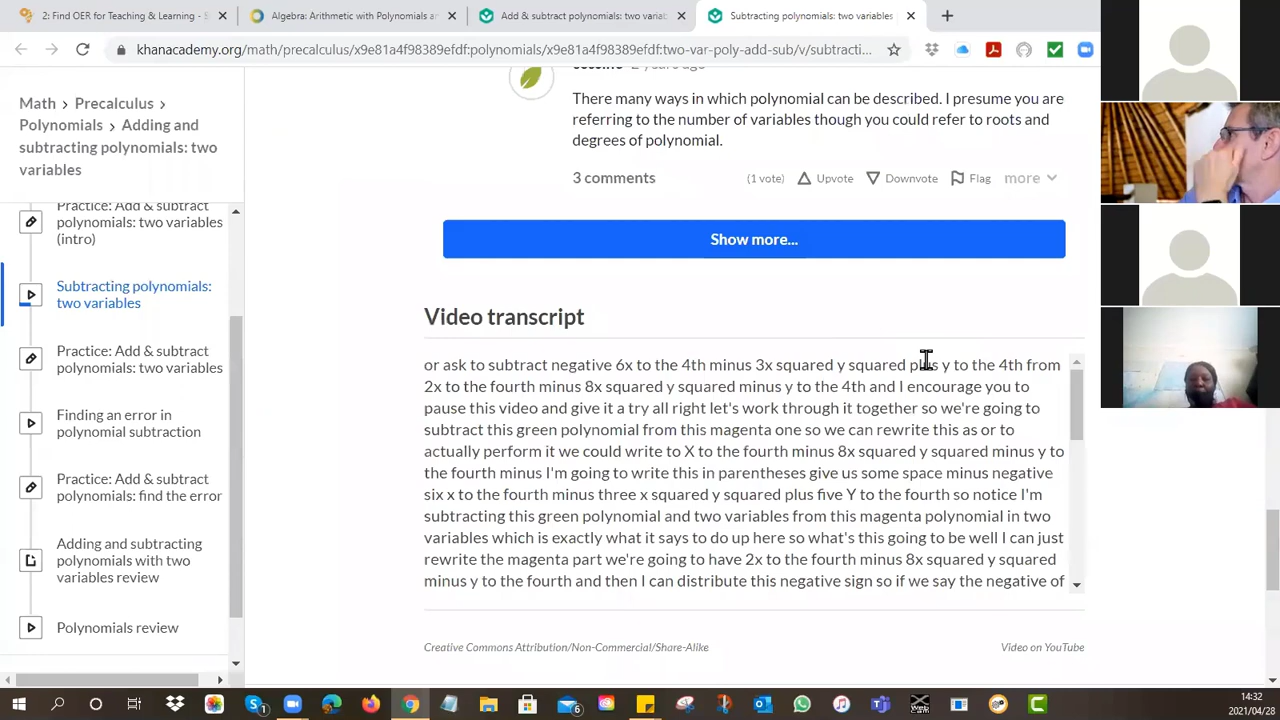 2: Find OER for Teaching & Learning - S
Algebra: Arithmetic with Polynomials a
Add & subtract polynomials: two variat
Subtracting polynomials: two variables
khanacademy.org/math/precalculus/x9e81a4f98389efdf:polynomials/x9e81a4f98389efdf:two-var-poly-add-sub/v/subtracti...
Math > Precalculus >
Polynomials > Adding and
subtracting polynomials: two
variables
Practice: Add & subtract
polynomials: two variables
(intro)
Subtracting polynomials:
two variables
Practice: Add & subtract
polynomials: two variables
Finding an error in
polynomial subtraction
Practice: Add & subtract
polynomials: find the error
Adding and subtracting
polynomials with two
variables review
Polynomials review
There many ways in which polynomial can be described. I presume you are
referring to the number of variables though you could refer to roots and
degrees of polynomial.
3 comments
(1 vote) Upvote Downvote Flag more
Show more...
Video transcript
or ask to subtract negative 6x to the 4th minus 3x squared y squared plus y to the 4th from
2x to the fourth minus 8x squared y squared minus y to the 4th and I encourage you to
pause this video and give it a try all right let's work through it together so we're going to
subtract this green polynomial from this magenta one so we can rewrite this as or to
actually perform it we could write to X to the fourth minus 8x squared y squared minus y to
the fourth minus I'm going to write this in parentheses give us some space minus negative
six x to the fourth minus three x squared y squared plus five Y to the fourth so notice I'm
subtracting this green polynomial and two variables from this magenta polynomial in two
variables which is exactly what it says to do up here so what's this going to be well I can just
rewrite the magenta part we're going to have 2x to the fourth minus 8x squared y squared
minus y to the fourth and then I can distribute this negative sign so if we say the negative of
Creative Commons Attribution/Non-Commercial/Share-Alike
Video on YouTube
14:32
2021/04/28